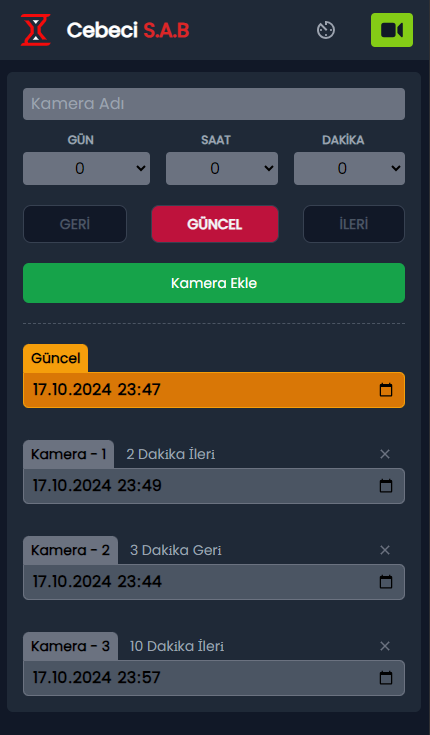 Cebeci S.A.B
Kamera Adı
GÜN SAAT DAKİKA
0 0 0
GERİ GÜNCEL İLERİ
Kamera Ekle
Güncel
17.10.2024 23:47
Kamera - 1 2 Dakika İleri
17.10.2024 23:49
Kamera - 2 3 Dakika Geri
17.10.2024 23:44
Kamera - 3 10 Dakika İleri
17.10.2024 23:57